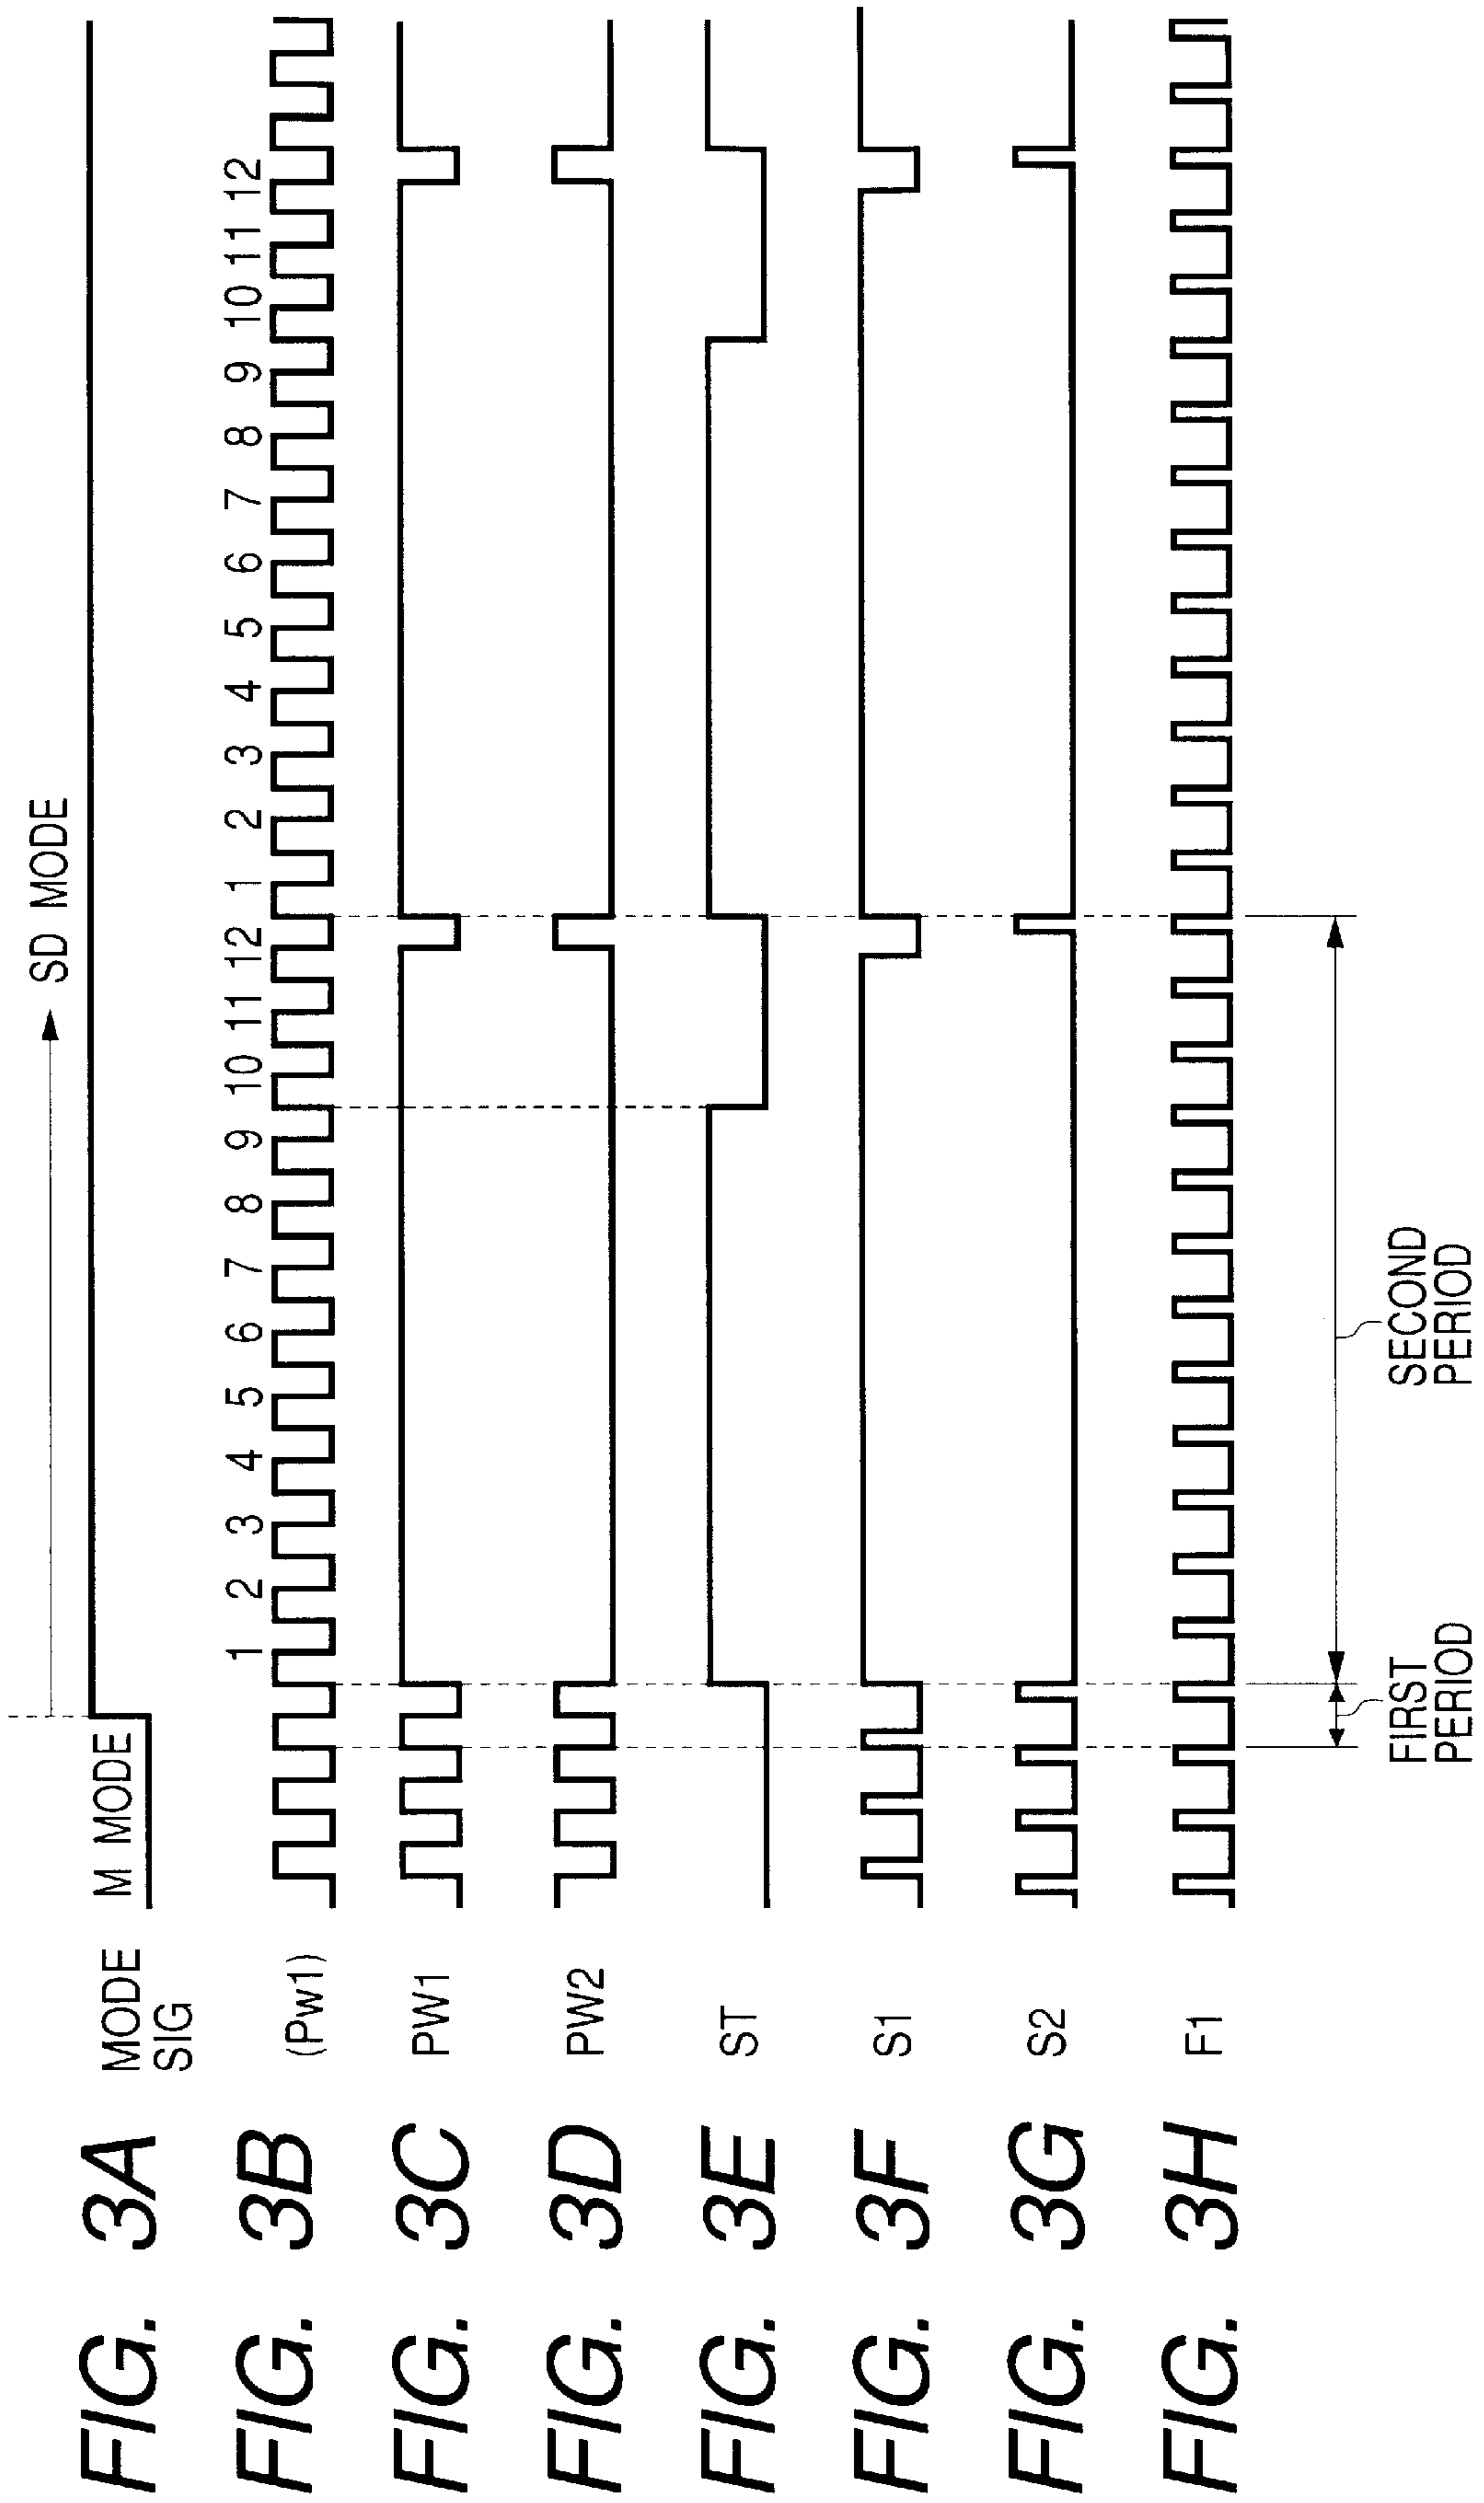 SD MODE
FIG. 3A MODE SIG M MODE
FIG. 3B (Pw1) 1 2 3 4 5 6 7 8 9 10 11 12 1 2 3 4 5 6 7 8 9 10 11 12
FIG. 3C PW1
FIG. 3D PW2
FIG. 3E ST
FIG. 3F S1
FIG. 3G S2
FIG. 3H F1
FIRST PERIOD
SECOND PERIOD